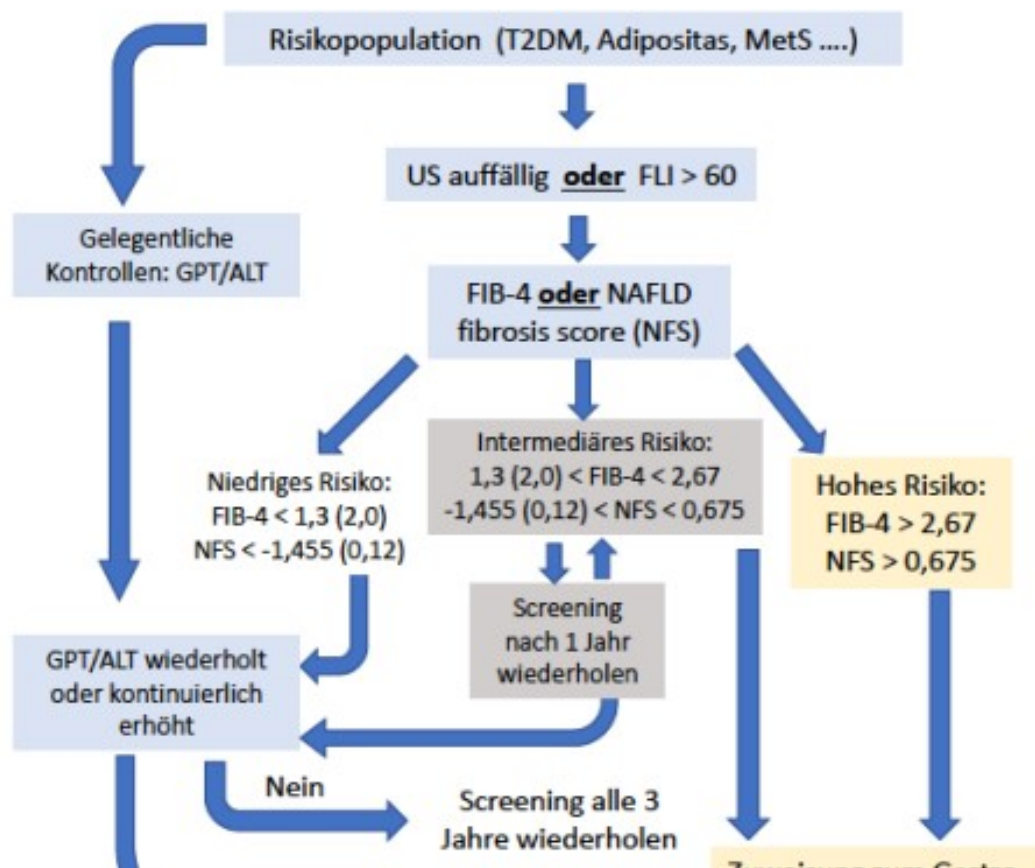 Risikopopulation (T2DM, Adipositas, MetS ....)
US auffällig oder FLI > 60
Gelegentliche
Kontrollen: GPT/ALT
FIB-4 oder NAFLD
fibrosis score (NFS)
Niedriges Risiko:
FIB-4 < 1,3 (2,0)
NFS < -1,455 (0,12)
Intermediäres Risiko:
1,3 (2,0) < FIB-4 < 2,67
-1,455 (0,12) < NFS < 0,675
Hohes Risiko:
FIB-4 > 2,67
NFS > 0,675
Screening
nach 1 Jahr
wiederholen
GPT/ALT wiederholt
oder kontinuierlich
erhöht
Nein
Screening alle 3
Jahre wiederholen